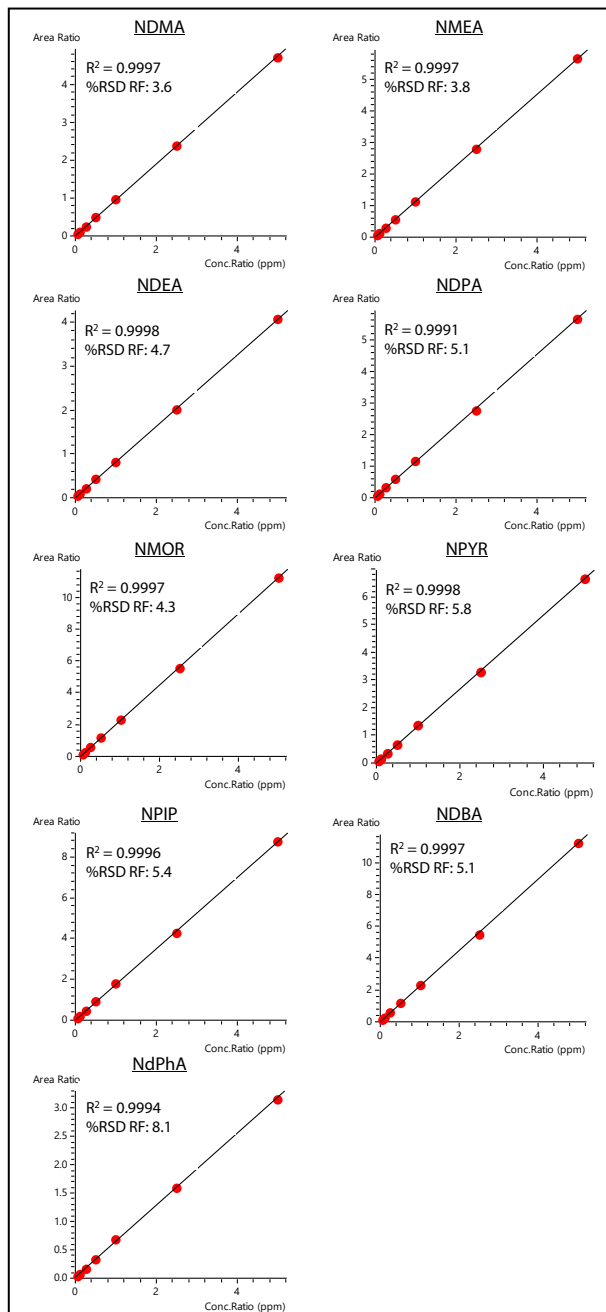 NDMA
Area Ratio
R² = 0.9997
%RSD RF: 3.6
4
2
1
0
0
2
4
Conc.Ratio (ppm)
NMEA
Area Ratio
R² = 0.9997
%RSD RF: 3.8
5
4
3
2
1
0
0
2
4
Conc.Ratio (ppm)
NDEA
Area Ratio
R² = 0.9998
%RSD RF: 4.7
4
2
1
0
0
2
4
Conc.Ratio (ppm)
NDPA
Area Ratio
R² = 0.9991
%RSD RF: 5.1
5
4
3
2
1
0
0
2
4
Conc.Ratio (ppm)
NMOR
Area Ratio
R² = 0.9997
%RSD RF: 4.3
10
8
6
4
2
0
0
2
4
Conc.Ratio (ppm)
NPYR
Area Ratio
R² = 0.9998
%RSD RF: 5.8
6
4
3
2
1
0
0
2
4
Conc.Ratio (ppm)
NPIP
Area Ratio
R² = 0.9996
%RSD RF: 5.4
8
6
4
2
0
0
2
4
Conc.Ratio (ppm)
NDBA
Area Ratio
R² = 0.9997
%RSD RF: 5.1
10
8
6
4
2
0
0
2
4
Conc.Ratio (ppm)
NdPhA
Area Ratio
R² = 0.9994
%RSD RF: 8.1
3.0
2.5
2.0
1.5
1.0
0.5
0.0
0
2
4
Conc.Ratio (ppm)